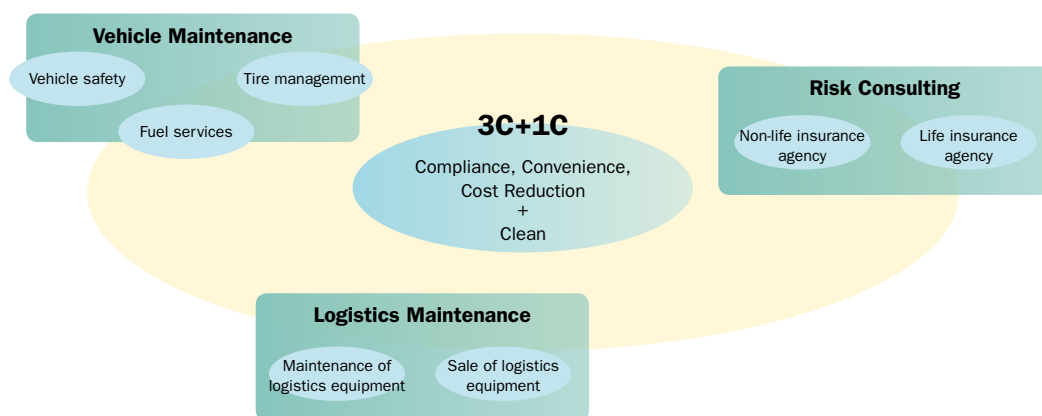 Vehicle Maintenance
Vehicle safety
Tire management
Fuel services
Risk Consulting
Non-life insurance
agency
Life insurance
agency
3C+1C
Compliance, Convenience,
Cost Reduction
+
Clean
Logistics Maintenance
Maintenance of
logistics equipment
Sale of logistics
equipment